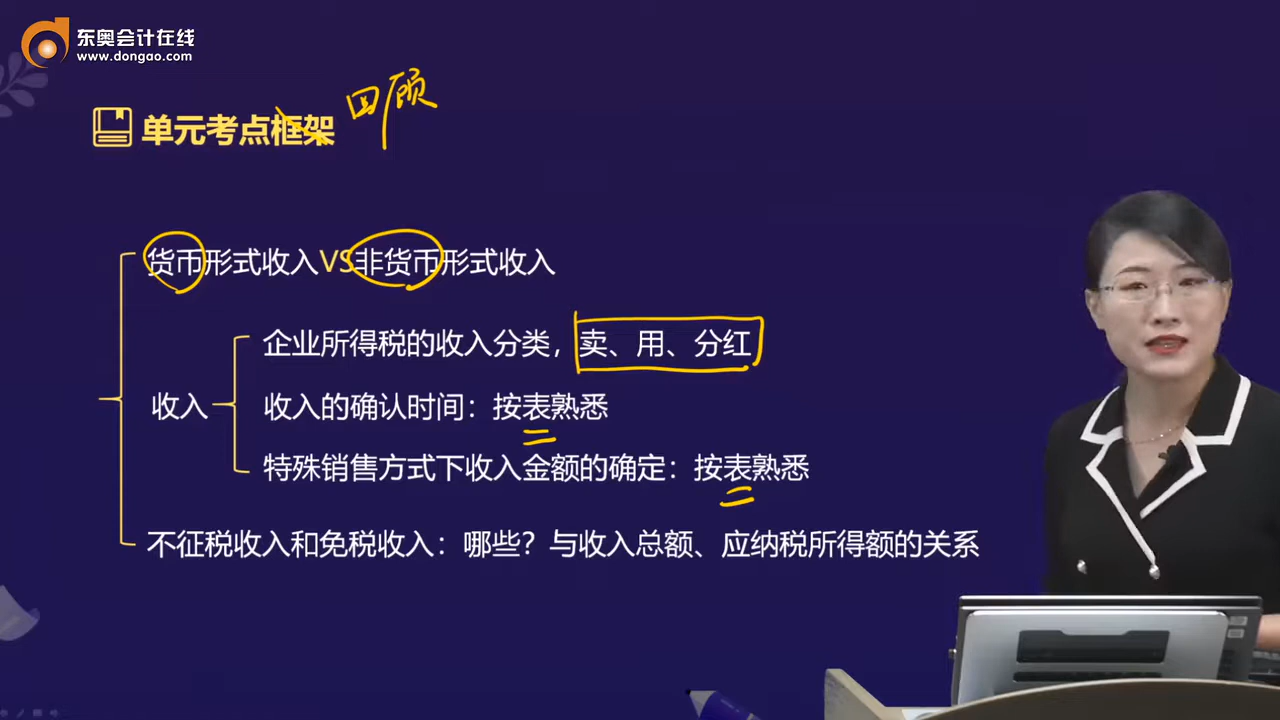 东奥会计在线
www.dongao.com
单元考点框架 回顾
货币形式收入VS非货币形式收入
企业所得税的收入分类，卖、用、分红
收入
收入的确认时间：按表熟悉
特殊销售方式下收入金额的确定：按表熟悉
不征税收入和免税收入：哪些？与收入总额、应纳税所得额的关系